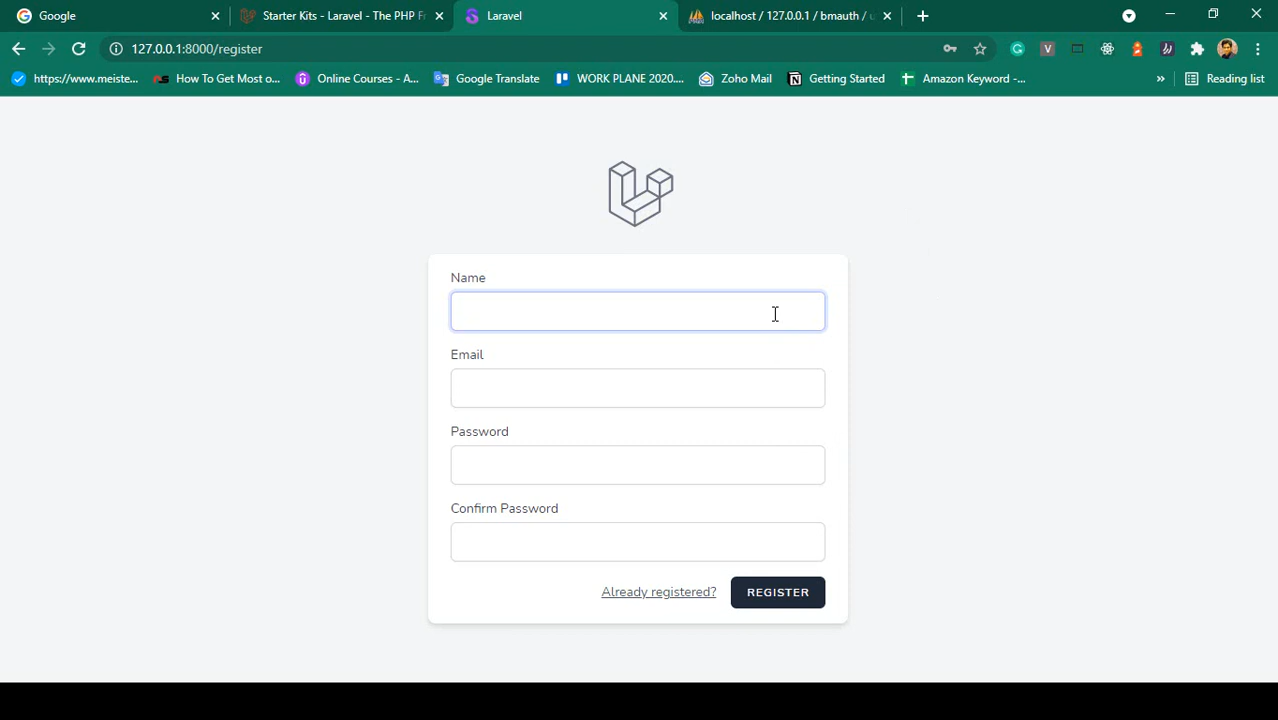 Google
Starter Kits - Laravel - The PHP Fr
Laravel
localhost / 127.0.0.1 / bmauth / u
127.0.0.1:8000/register
https://www.meiste...
How To Get Most o...
Online Courses - A...
Google Translate
WORK PLANE 2020....
Zoho Mail
Getting Started
Amazon Keyword -...
»
Reading list
Name
Email
Password
Confirm Password
Already registered?
REGISTER